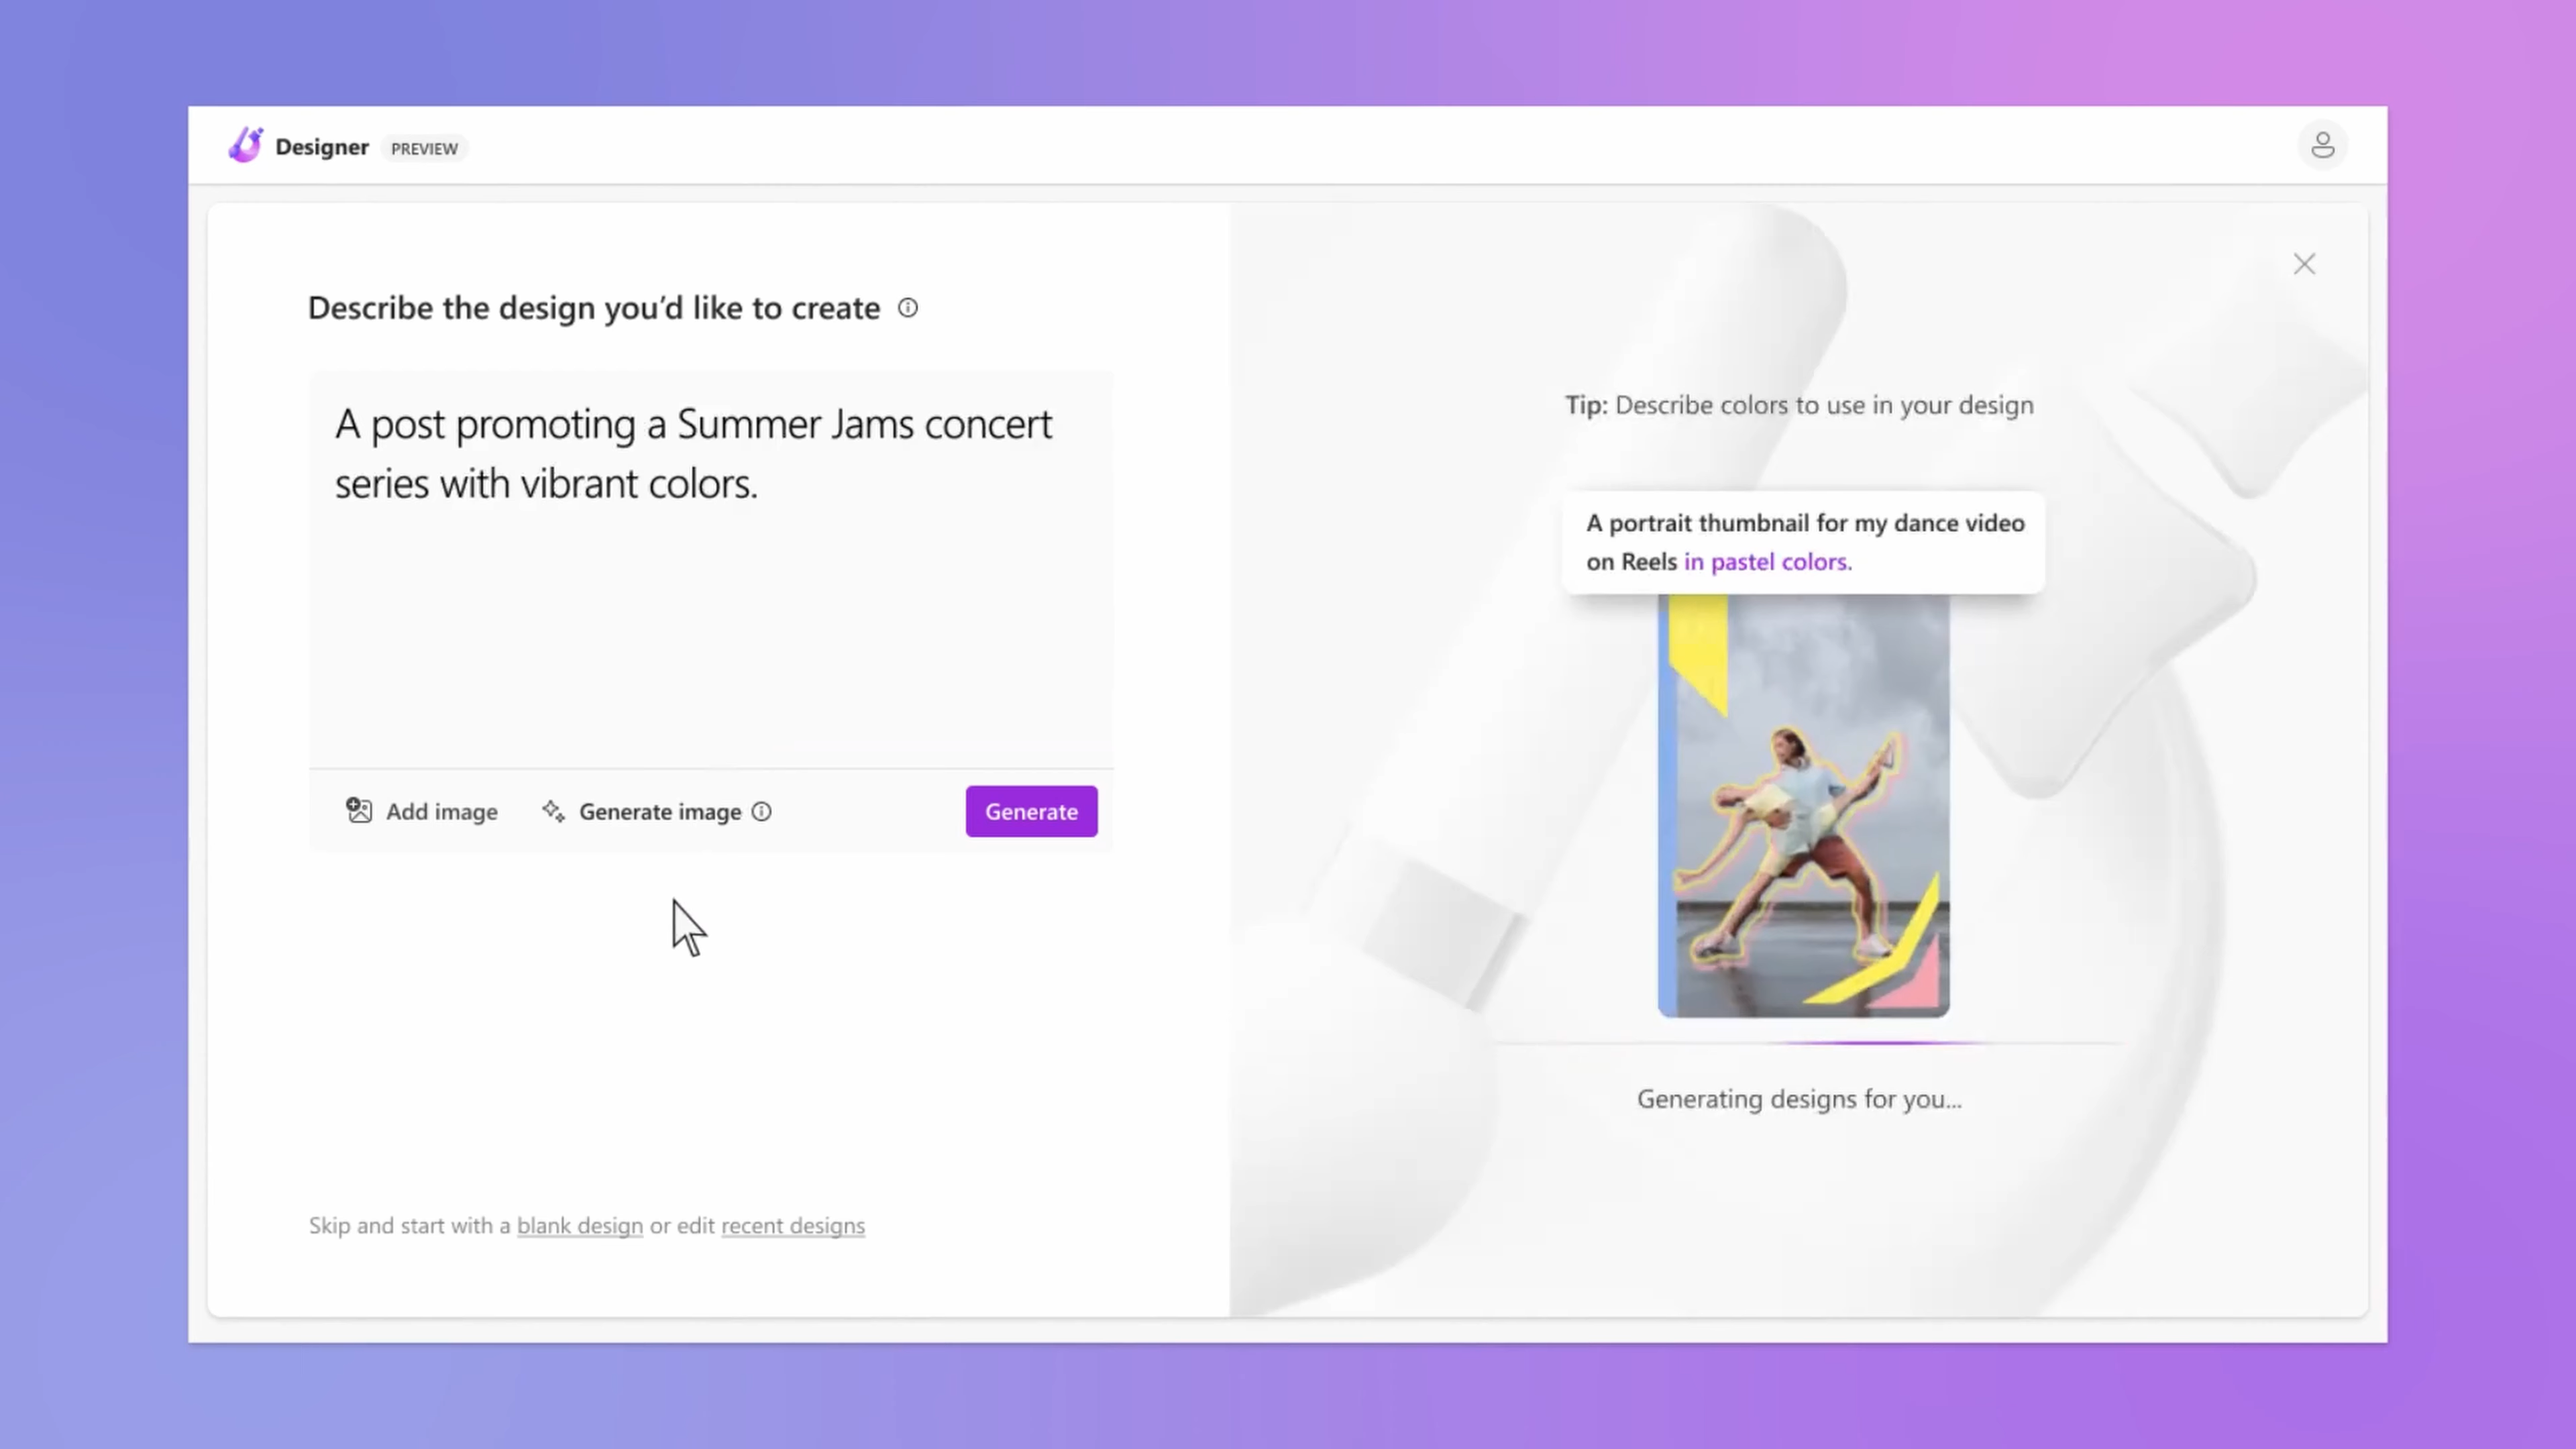 Designer PREVIEW
Describe the design you’d like to create
A post promoting a Summer Jams concert
series with vibrant colors.
Add image
Generate image
Generate
Skip and start with a blank design or edit recent designs
Tip: Describe colors to use in your design
A portrait thumbnail for my dance video
on Reels in pastel colors.
Generating designs for you...